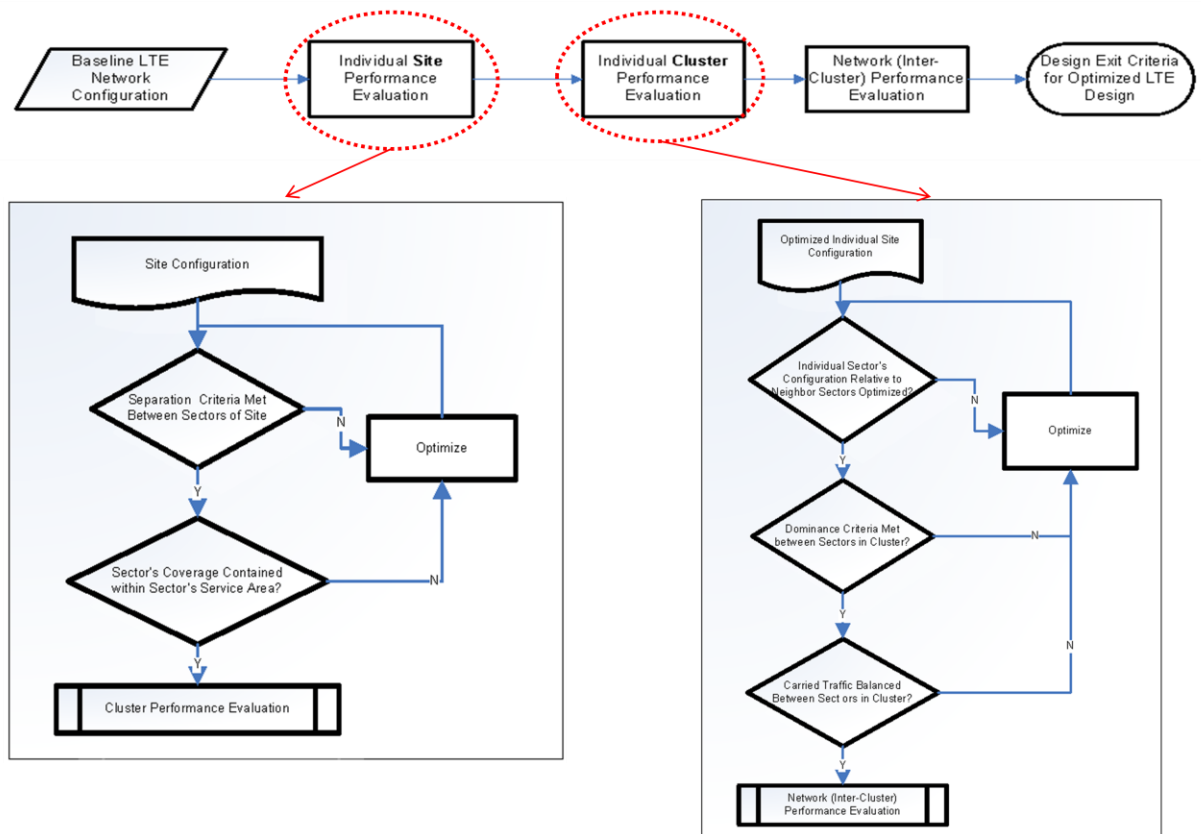 Baseline LTE
Network
Configuration
Individual Site
Performance
Evaluation
Individual Cluster
Performance
Evaluation
Network (Inter-
Cluster) Performance
Evaluation
Design Exit Criteria
for Optimized LTE
Design
Site Configuration
Separation Criteria Met
Between Sectors of Site
N
Optimize
Y
Sector's Coverage Contained
within Sector's Service Area?
N
Y
Cluster Performance Evaluation
Optimized Individual Site
Configuration
Individual Sector's
Configuration Relative to
Neighbor Sectors Optimized?
N
Optimize
Y
Dominance Criteria Met
between Sectors in Cluster?
N
Y
Carried Traffic Balanced
Between Sectors in Cluster?
N
Y
Network (Inter-Cluster)
Performance Evaluation